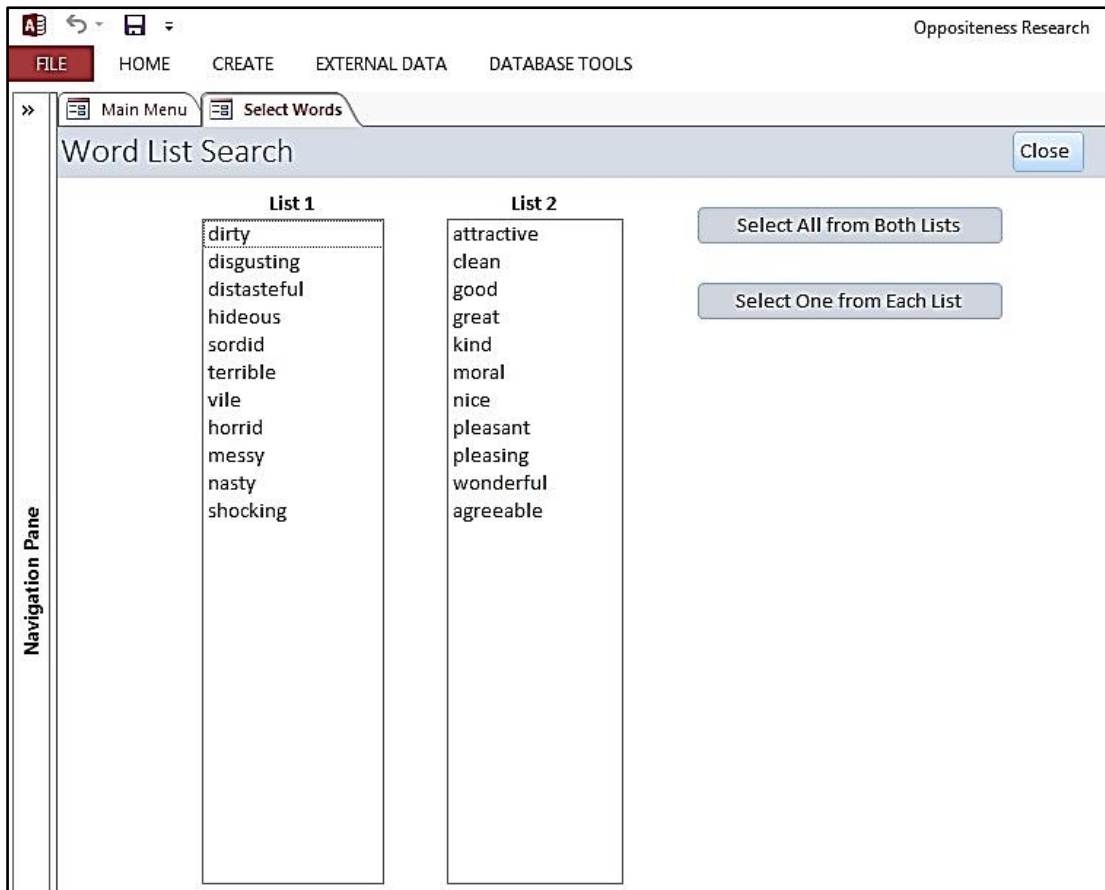 Oppositeness Research
FILE HOME CREATE EXTERNAL DATA DATABASE TOOLS
» Main Menu Select Words
Word List Search Close
List 1 List 2
dirty attractive Select All from Both Lists
disgusting clean
distasteful good Select One from Each List
hideous great
sordid kind
terrible moral
vile nice
horrid pleasant
messy pleasing
nasty wonderful
shocking agreeable
Navigation Pane